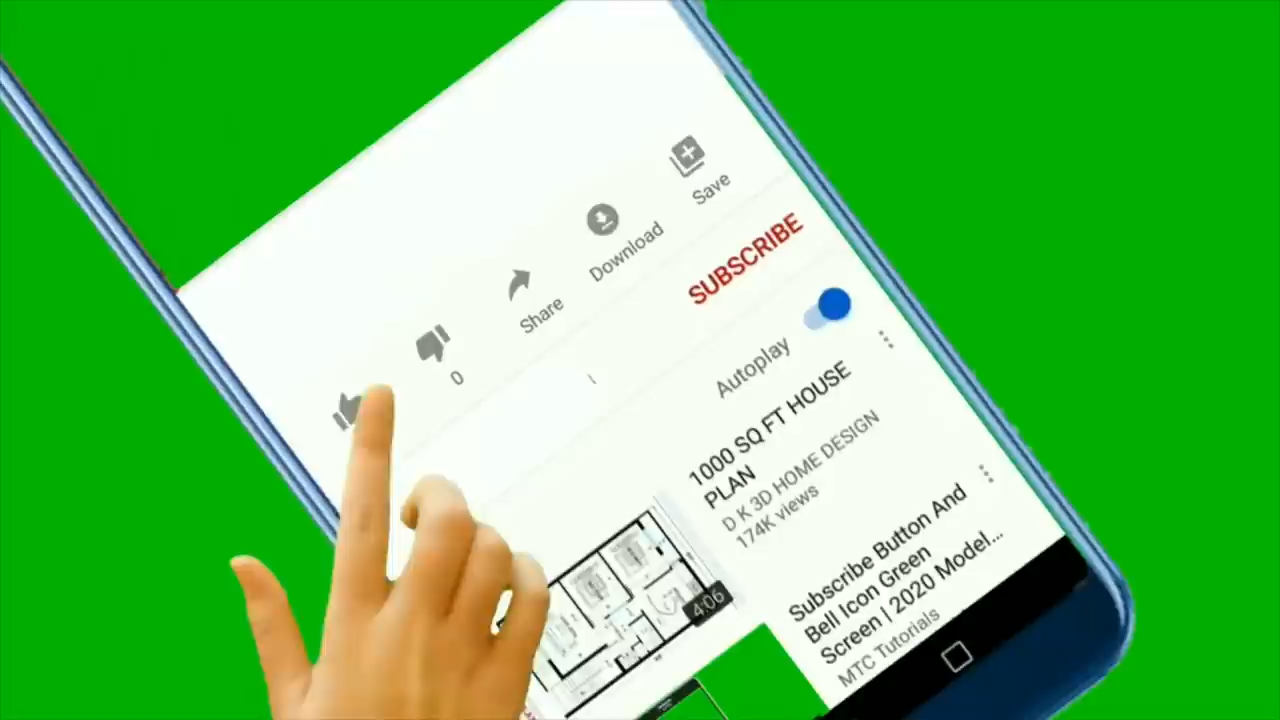 Save
Download
Share
0
SUBSCRIBE
Autoplay
1000 SQ FT HOUSE
PLAN
D K 3D HOME DESIGN
174K views
4:06
Subscribe Button And
Bell Icon Green
Screen | 2020 Model...
MTC Tutorials